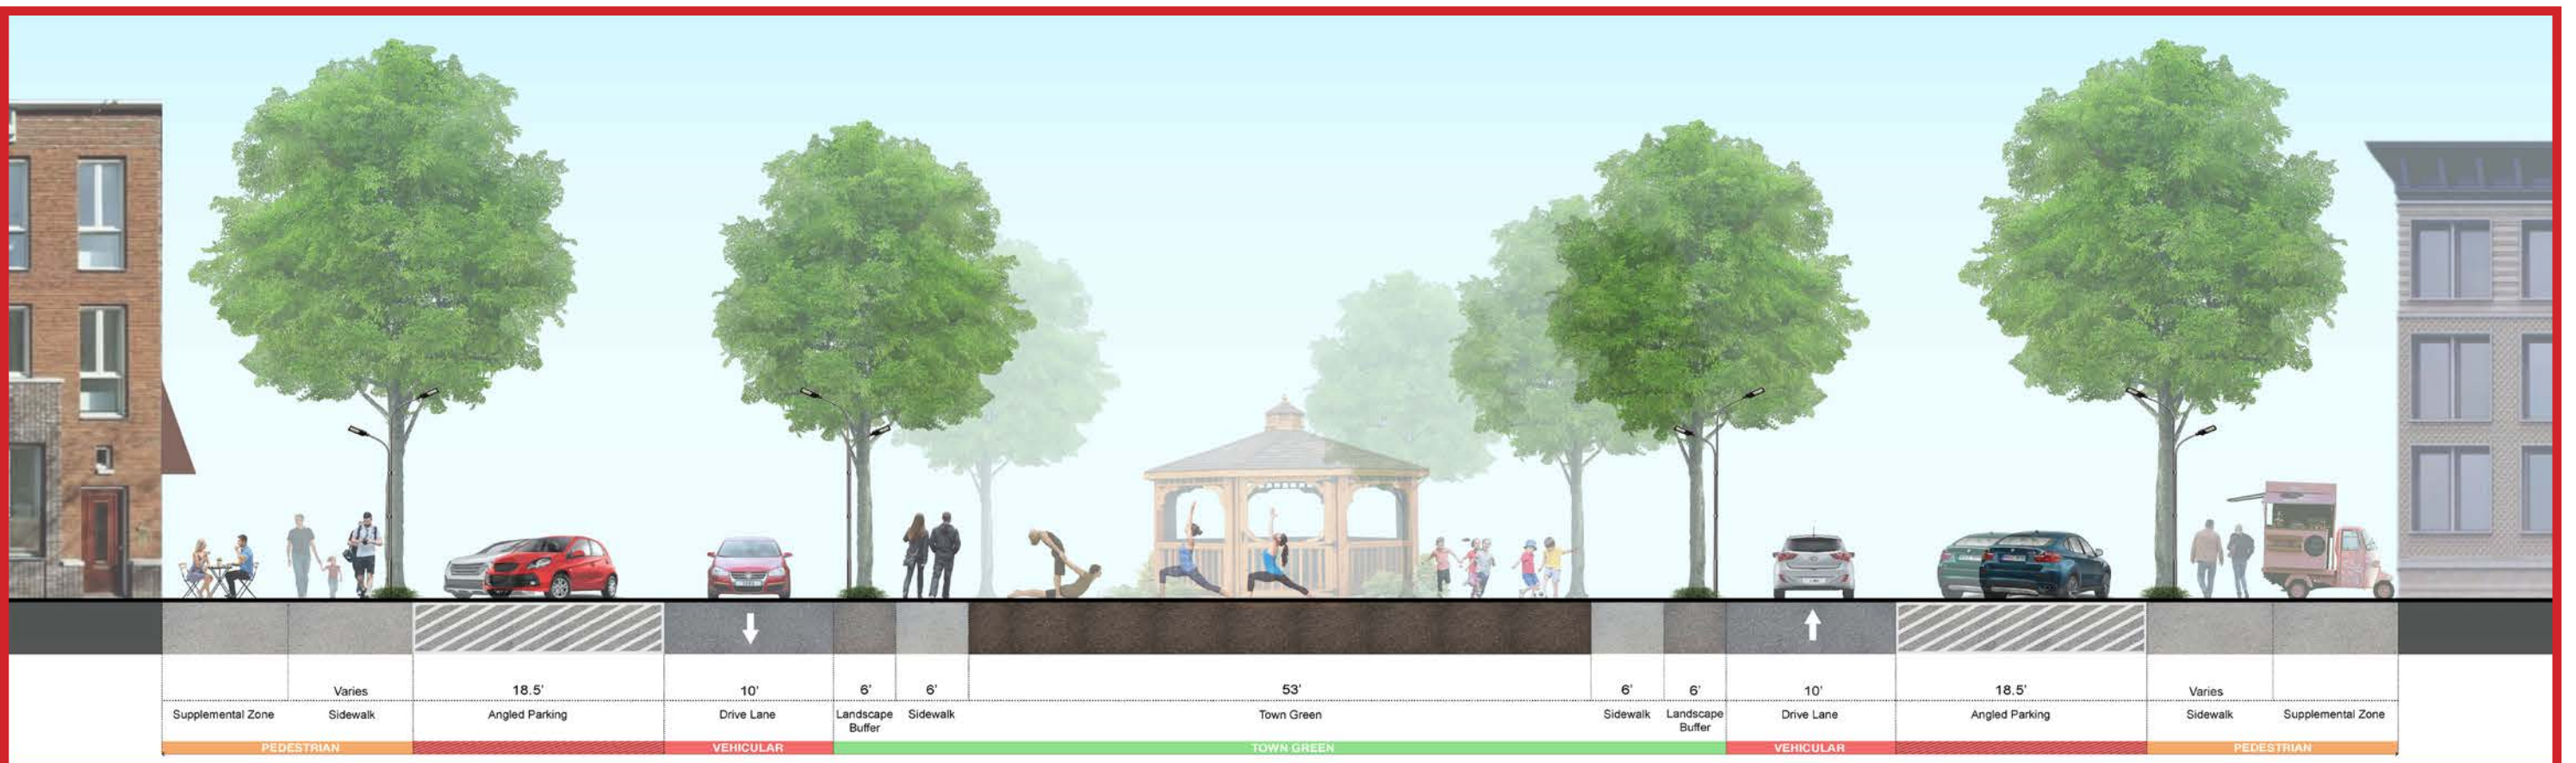 Varies 18.5' 10' 6' 6' 53' 6' 6' 10' 18.5' Varies
Supplemental Zone Sidewalk Angled Parking Drive Lane Landscape Buffer Sidewalk Town Green Sidewalk Landscape Buffer Drive Lane Angled Parking Sidewalk Supplemental Zone
PEDESTRIAN VEHICULAR TOWN GREEN VEHICULAR PEDESTRIAN